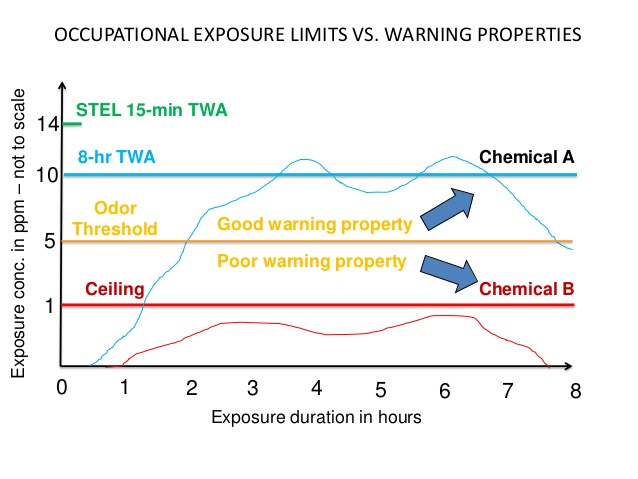 OCCUPATIONAL EXPOSURE LIMITS VS. WARNING PROPERTIES
Exposure conc. in ppm – not to scale
STEL 15-min TWA
14
8-hr TWA
Chemical A
10
Odor
Threshold
Good warning property
5
Poor warning property
Ceiling
Chemical B
1
0 1 2 3 4 5 6 7 8
Exposure duration in hours